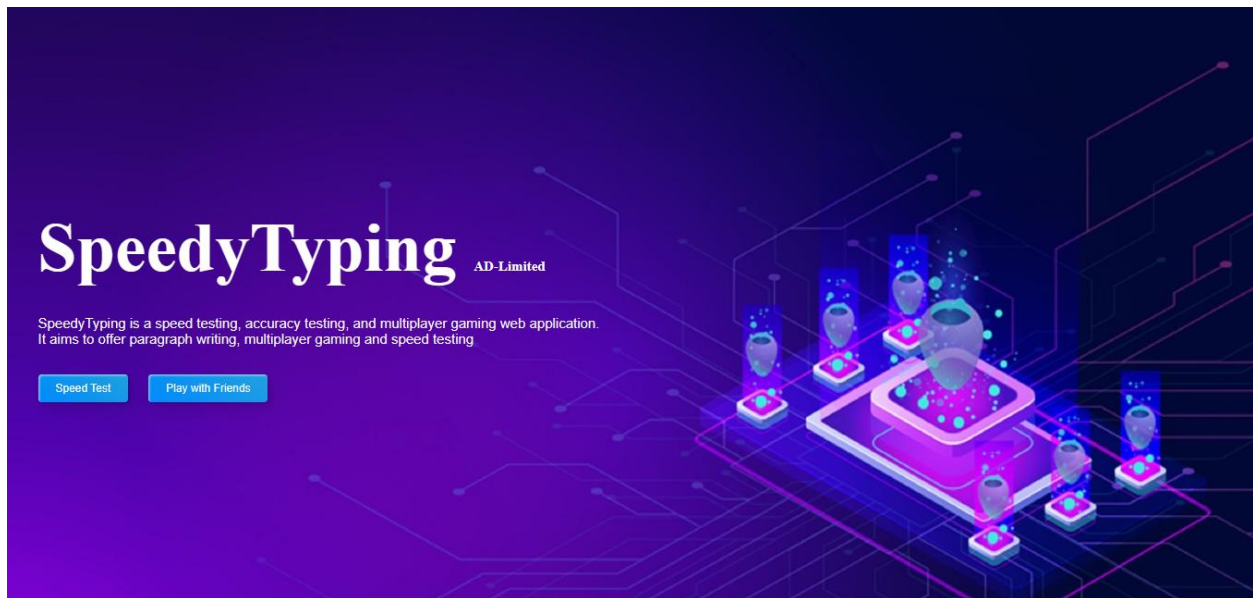 SpeedyTyping AD-Limited
SpeedyTyping is a speed testing, accuracy testing, and multiplayer gaming web application.
It aims to offer paragraph writing, multiplayer gaming and speed testing
Speed Test
Play with Friends